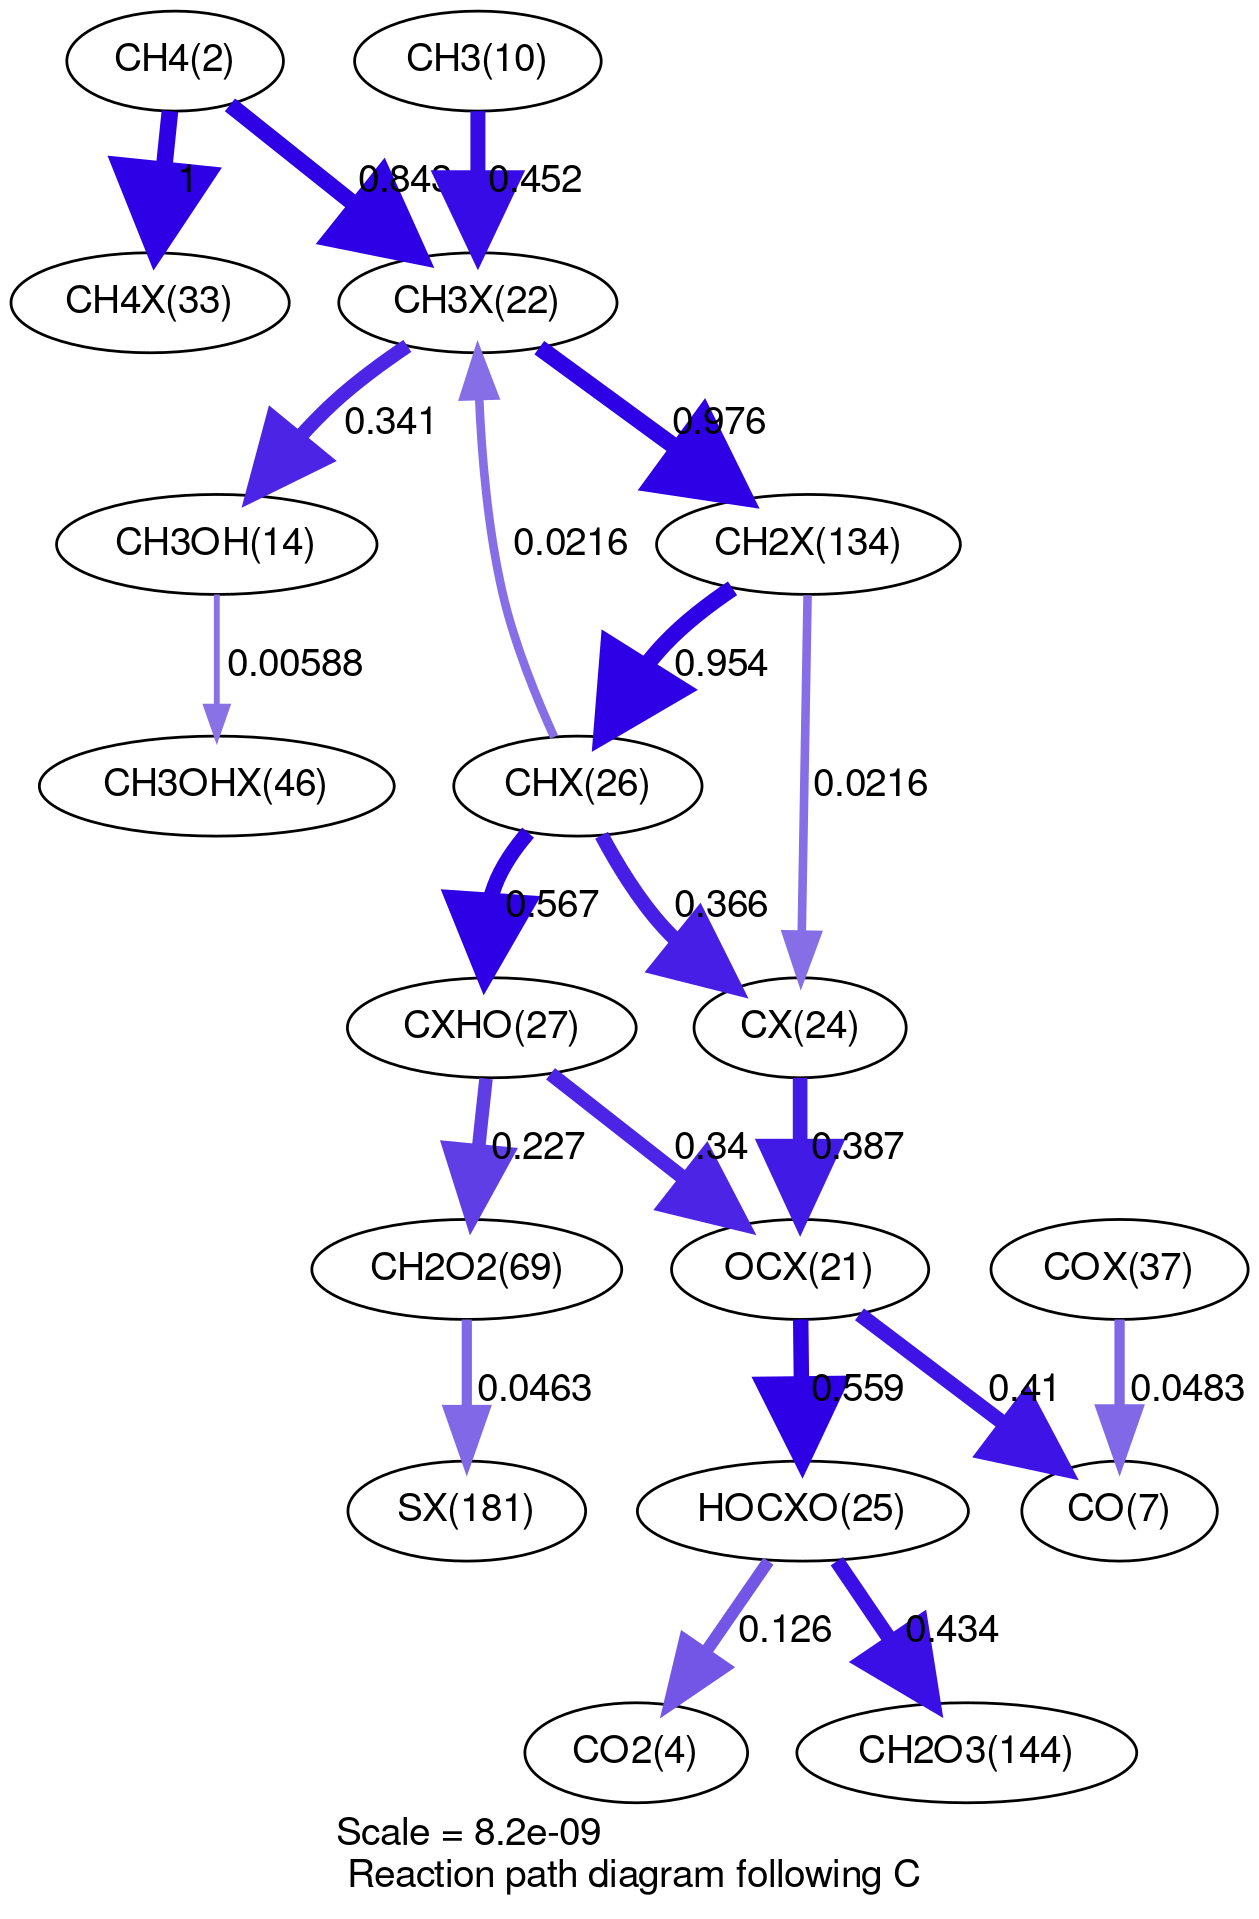 CH4(2)
CH3(10)
1
0.843
0.452
CH4X(33)
CH3X(22)
0.341
0.976
CH3OH(14)
0.0216
CH2X(134)
0.00588
0.954
CH3OHX(46)
CHX(26)
0.0216
0.567
0.366
CXHO(27)
CX(24)
0.227
0.34
0.387
CH2O2(69)
OCX(21)
COX(37)
0.0463
0.559
0.41
0.0483
SX(181)
HOCXO(25)
CO(7)
0.126
0.434
CO2(4)
CH2O3(144)
Scale = 8.2e-09
Reaction path diagram following C